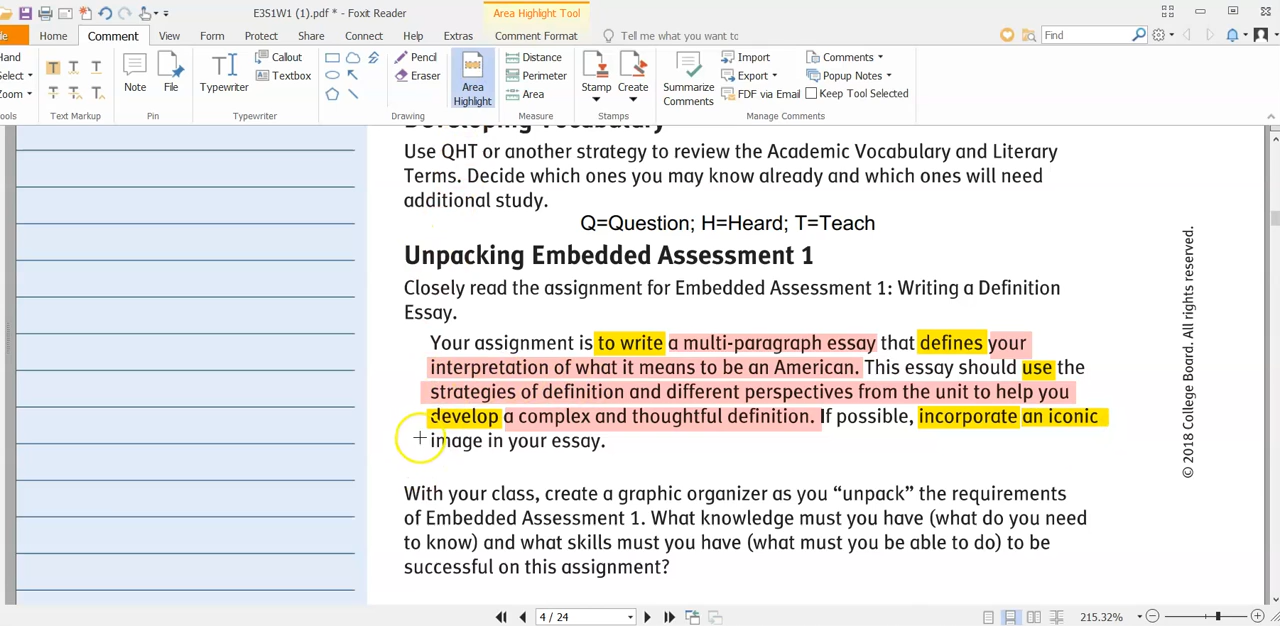 E3S1W1 (1).pdf * - Foxit Reader
Area Highlight Tool
Home Comment View Form Protect Share Connect Help Extras Comment Format Tell me what you want to Find
Pencil
Eraser
Callout
Textbox
Note File Typewriter
Area
Highlight
Distance
Perimeter
Area
Stamp Create
Summarize
Comments
Import
Export
FDF via Email
Comments
Popup Notes
Keep Tool Selected
Text Markup Pin Typewriter Drawing Measure Stamps Manage Comments
Developing Vocabulary
Use QHT or another strategy to review the Academic Vocabulary and Literary
Terms. Decide which ones you may know already and which ones will need
additional study.
Q=Question; H=Heard; T=Teach
Unpacking Embedded Assessment 1
Closely read the assignment for Embedded Assessment 1: Writing a Definition
Essay.
Your assignment is to write a multi-paragraph essay that defines your
interpretation of what it means to be an American. This essay should use the
strategies of definition and different perspectives from the unit to help you
develop a complex and thoughtful definition. If possible, incorporate an iconic
image in your essay.
With your class, create a graphic organizer as you “unpack” the requirements
of Embedded Assessment 1. What knowledge must you have (what do you need
to know) and what skills must you have (what must you be able to do) to be
successful on this assignment?
© 2018 College Board. All rights reserved.
4 / 24
215.32%